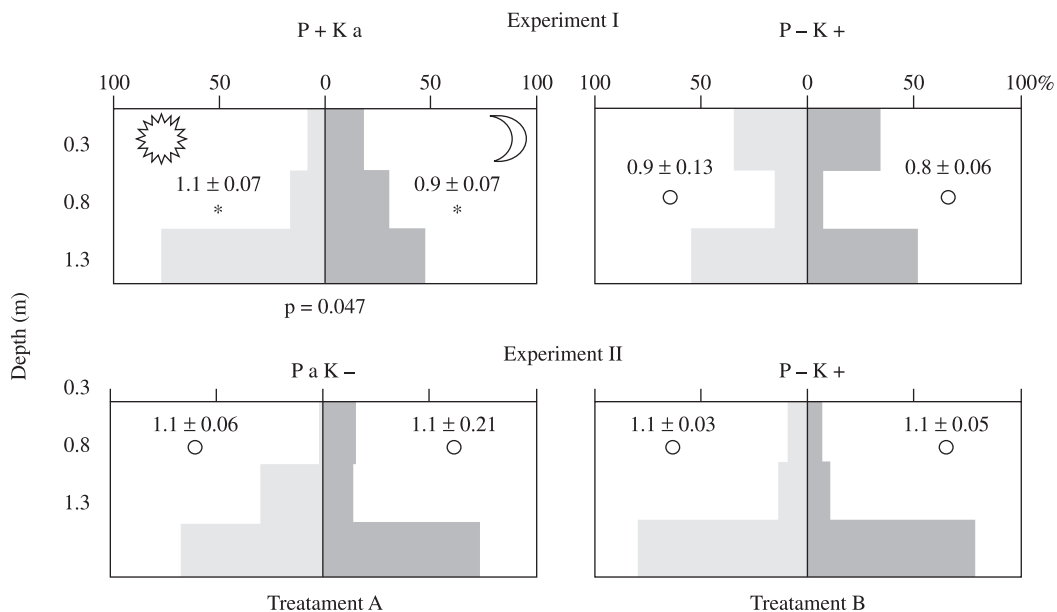 Experiment I
P + K a
P – K +
100 50 0 50 100
100 50 0 50 100%
0.3
0.8
1.3
1.1 ± 0.07
*
0.9 ± 0.07
*
0.9 ± 0.13
0.8 ± 0.06
p = 0.047
Depth (m)
Experiment II
P a K –
P – K +
0.3
0.8
1.3
1.1 ± 0.06
1.1 ± 0.21
1.1 ± 0.03
1.1 ± 0.05
Treatament A
Treatament B